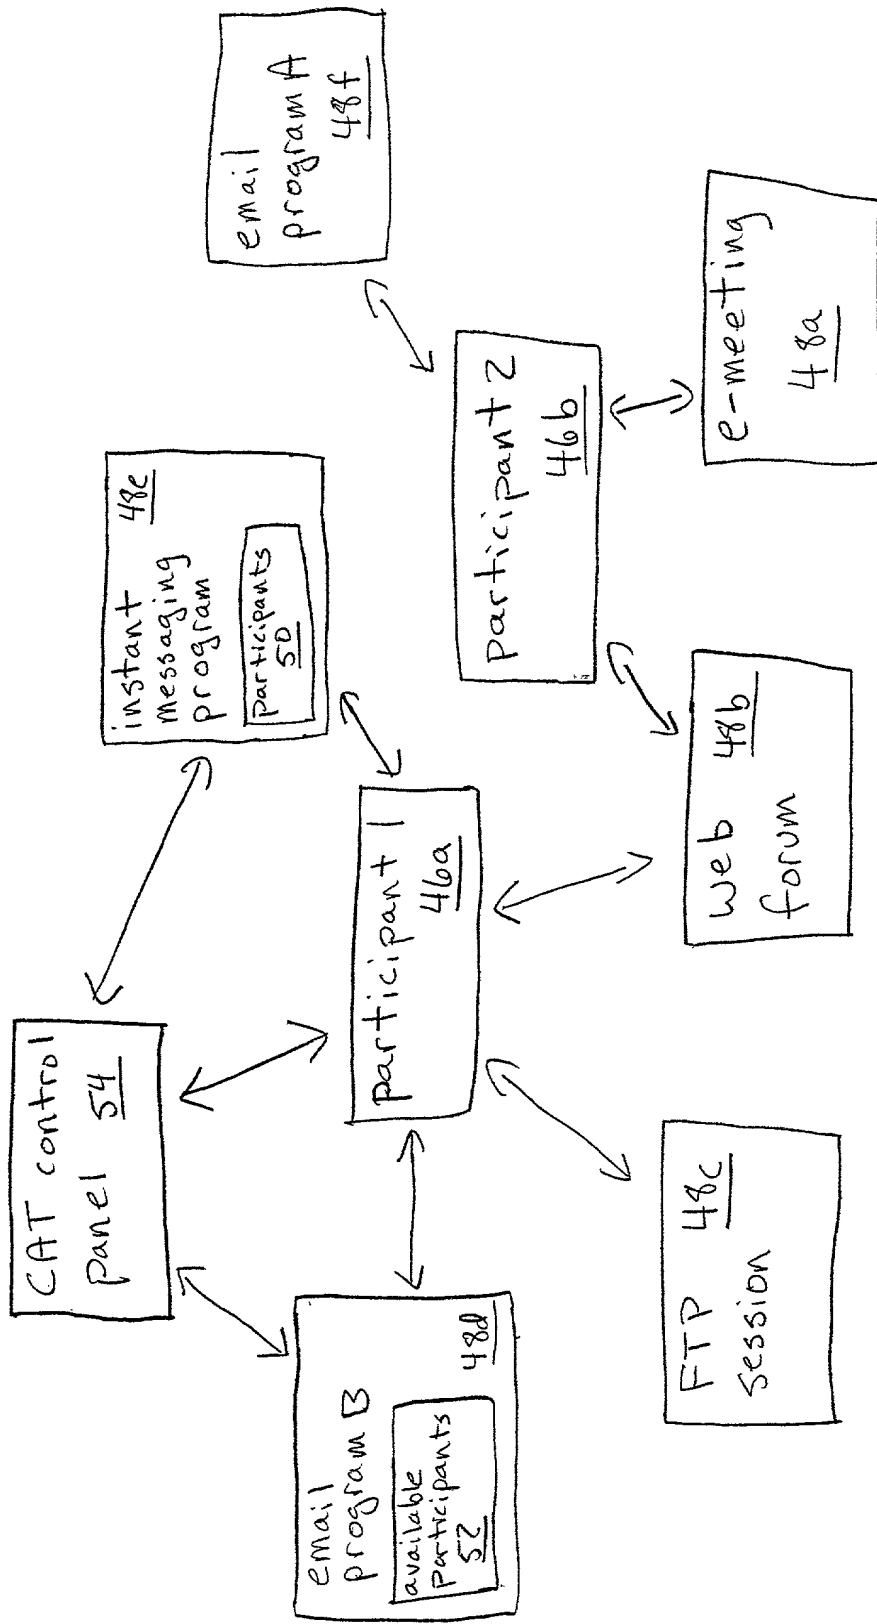 CAT control
panel 54
instant 48e
messaging
program
participants
50
email
program A
48f
email
program B
available
participants
52
48d
participant 1
46a
participant 2
46b
FTP 48c
session
web 48b
forum
e-meeting
48a